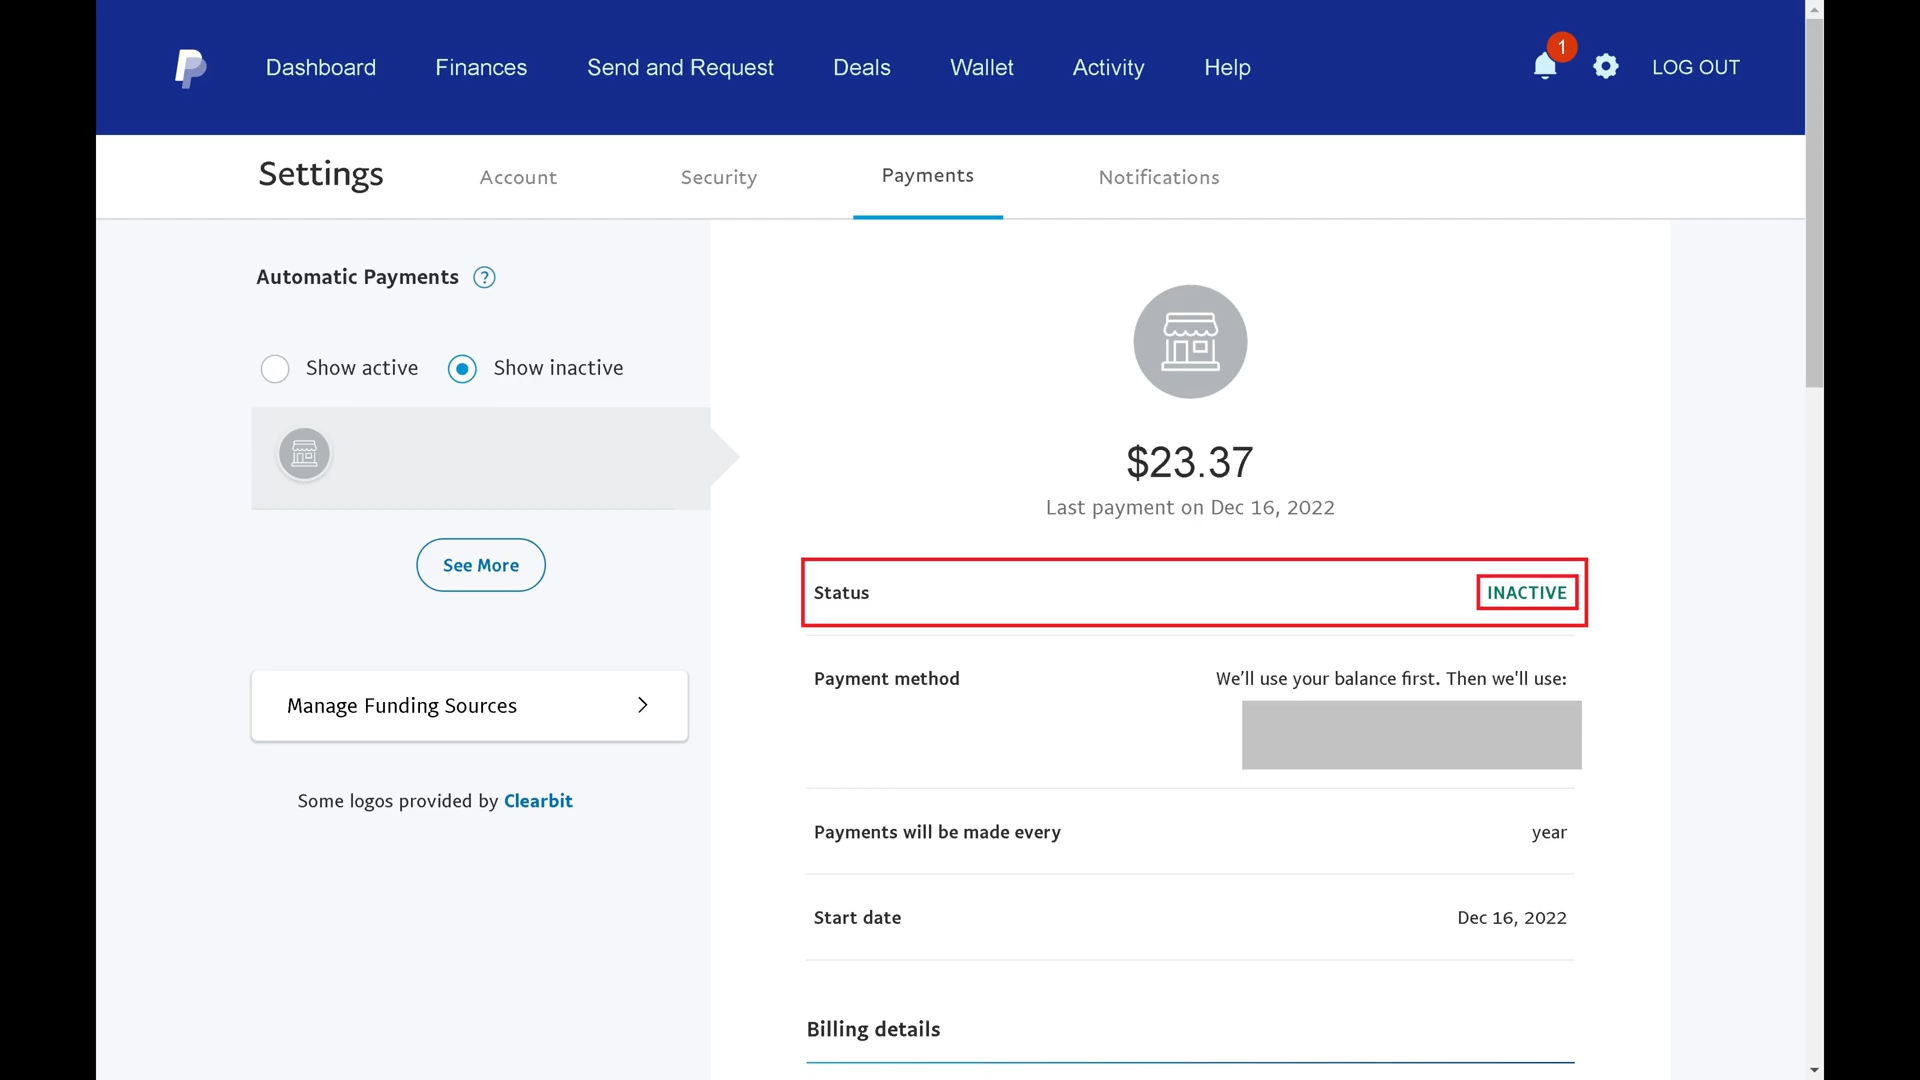 Dashboard Finances Send and Request Deals Wallet Activity Help 1 LOG OUT
Settings Account Security Payments Notifications
Automatic Payments ?
Show active Show inactive
See More
Manage Funding Sources
Some logos provided by Clearbit
$23.37
Last payment on Dec 16, 2022
Status INACTIVE
Payment method We'll use your balance first. Then we'll use:
Payments will be made every year
Start date Dec 16, 2022
Billing details